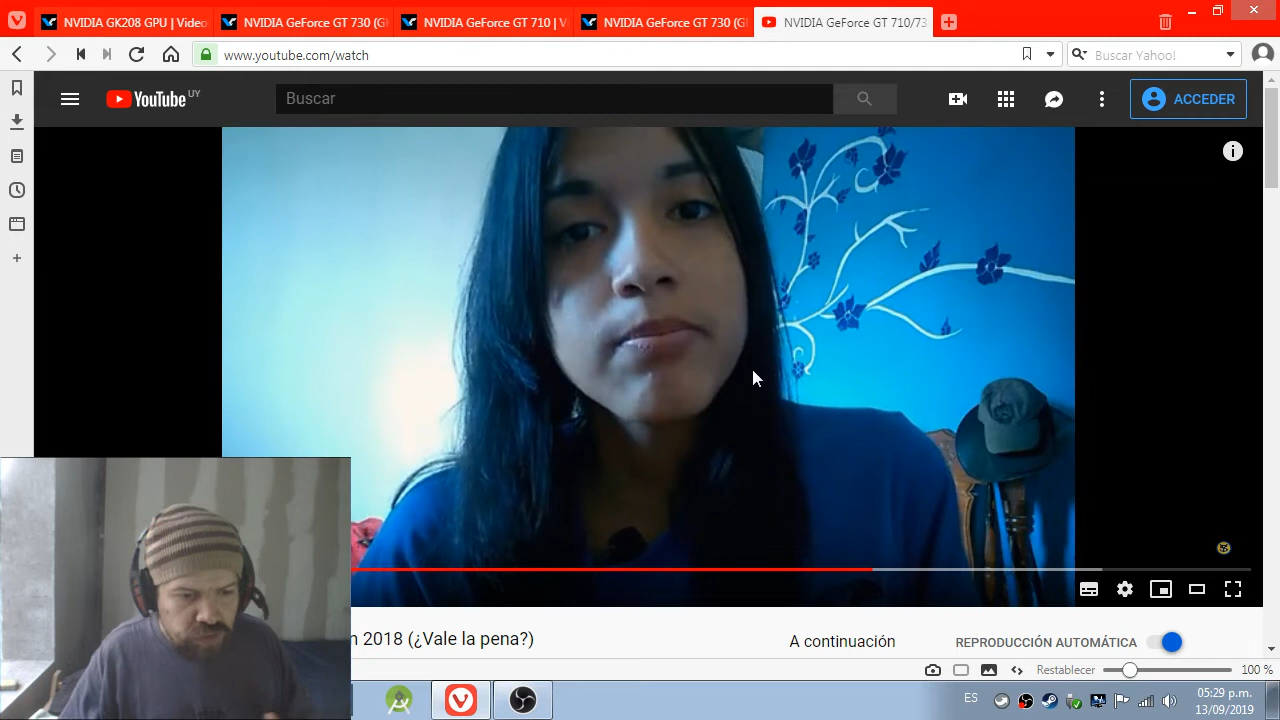 NVIDIA GK208 GPU | Video
NVIDIA GeForce GT 730 (G
NVIDIA GeForce GT 710 | V
NVIDIA GeForce GT 730 (G
NVIDIA GeForce GT 710/73
www.youtube.com/watch
Buscar Yahoo!
YouTube UY
Buscar
ACCEDER
n 2018 (¿Vale la pena?)
A continuación
REPRODUCCIÓN AUTOMÁTICA
Restablecer
100 %
ES
05:29 p.m.
13/09/2019